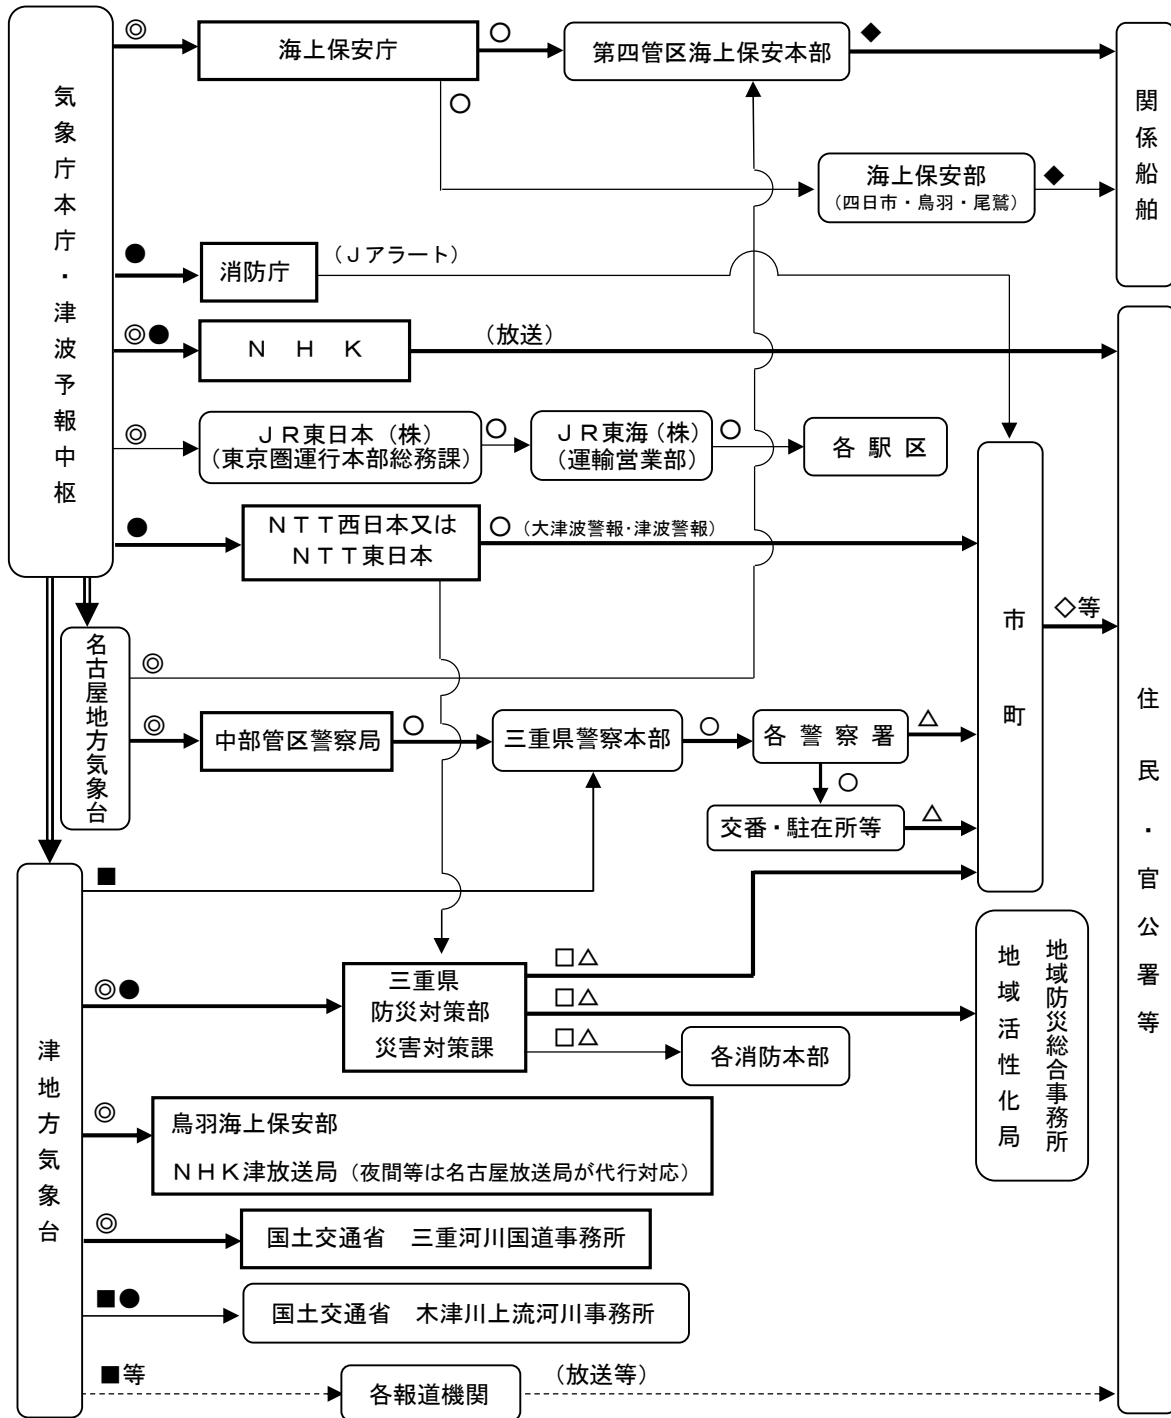 気象庁本庁・津波予報中枢
◎
海上保安庁
○
第四管区海上保安本部
◆
関係船舶
○
海上保安部
（四日市・鳥羽・尾鷲）
◆
●
消防庁
（Ｊアラート）
◎●
Ｎ　Ｈ　Ｋ
（放送）
◎
ＪＲ東日本（株）
（東京圏運行本部総務課）
○
ＪＲ東海（株）
（運輸営業部）
○
各 駅 区
●
ＮＴＴ西日本又は
ＮＴＴ東日本
○（大津波警報・津波警報）
市町
◇等
住民・官公署等
名古屋地方気象台
◎
◎
中部管区警察局
○
三重県警察本部
○
各 警 察 署
△
○
交番・駐在所等
△
津地方気象台
■
◎●
三重県
防災対策部
災害対策課
□△
□△
□△
各消防本部
地域防災総合事務所
地域活性化局
◎
鳥羽海上保安部
ＮＨＫ津放送局（夜間等は名古屋放送局が代行対応）
◎
国土交通省　三重河川国道事務所
■●
国土交通省　木津川上流河川事務所
■等
各報道機関
（放送等）